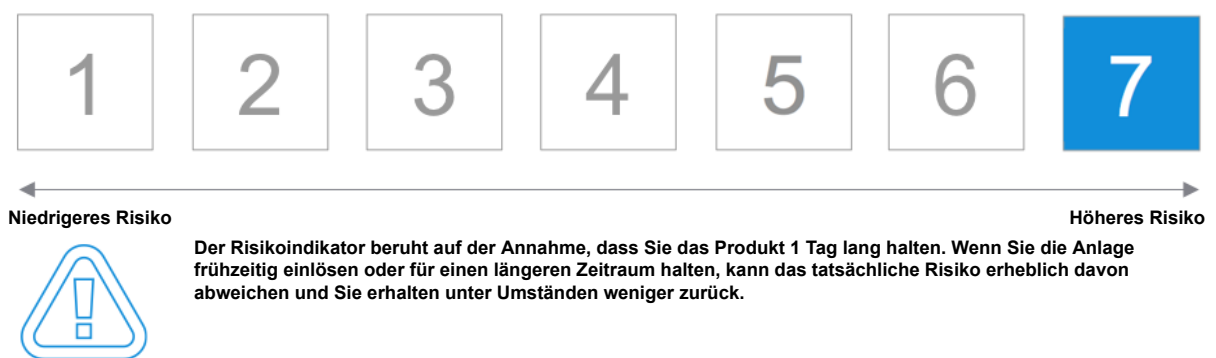 1 2 3 4 5 6 7
Niedrigeres Risiko Höheres Risiko
Der Risikoindikator beruht auf der Annahme, dass Sie das Produkt 1 Tag lang halten. Wenn Sie die Anlage
frühzeitig einlösen oder für einen längeren Zeitraum halten, kann das tatsächliche Risiko erheblich davon
abweichen und Sie erhalten unter Umständen weniger zurück.